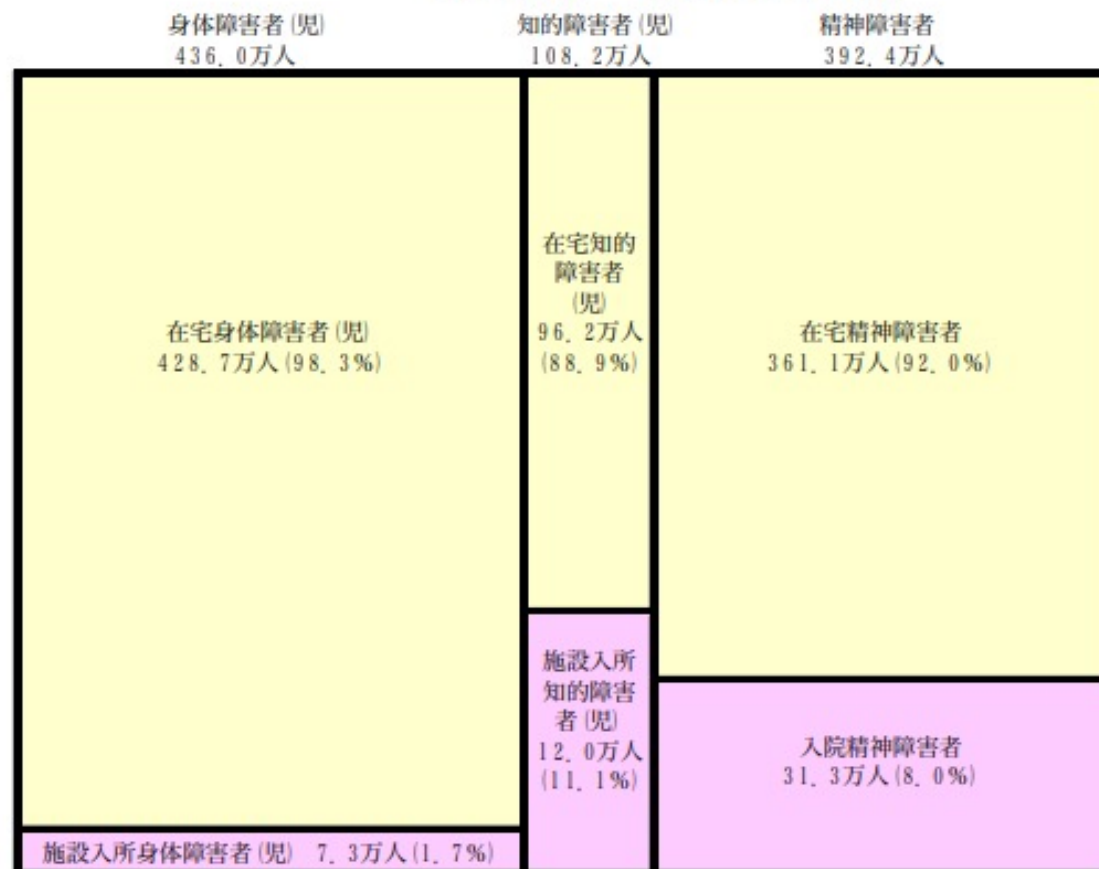 身体障害者(児)
436.0万人
知的障害者(児)
108.2万人
精神障害者
392.4万人
在宅身体障害者(児)
428.7万人(98.3%)
在宅知的
障害者
(児)
96.2万人
(88.9%)
在宅精神障害者
361.1万人(92.0%)
施設入所
知的障害
者(児)
12.0万人
(11.1%)
入院精神障害者
31.3万人(8.0%)
施設入所身体障害者(児) 7.3万人(1.7%)